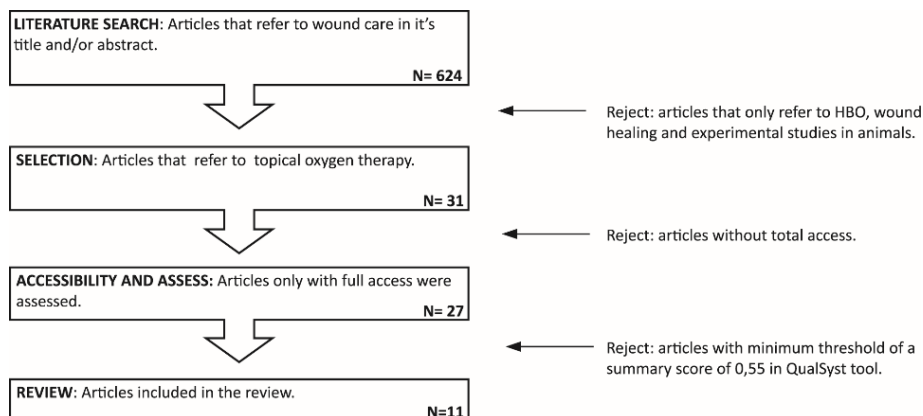 LITERATURE SEARCH: Articles that refer to wound care in it's
title and/or abstract.
N= 624
Reject: articles that only refer to HBO, wound
healing and experimental studies in animals.
SELECTION: Articles that refer to topical oxygen therapy.
N= 31
Reject: articles without total access.
ACCESSIBILITY AND ASSESS: Articles only with full access were
assessed.
N= 27
Reject: articles with minimum threshold of a
summary score of 0,55 in QualSyst tool.
REVIEW: Articles included in the review.
N=11